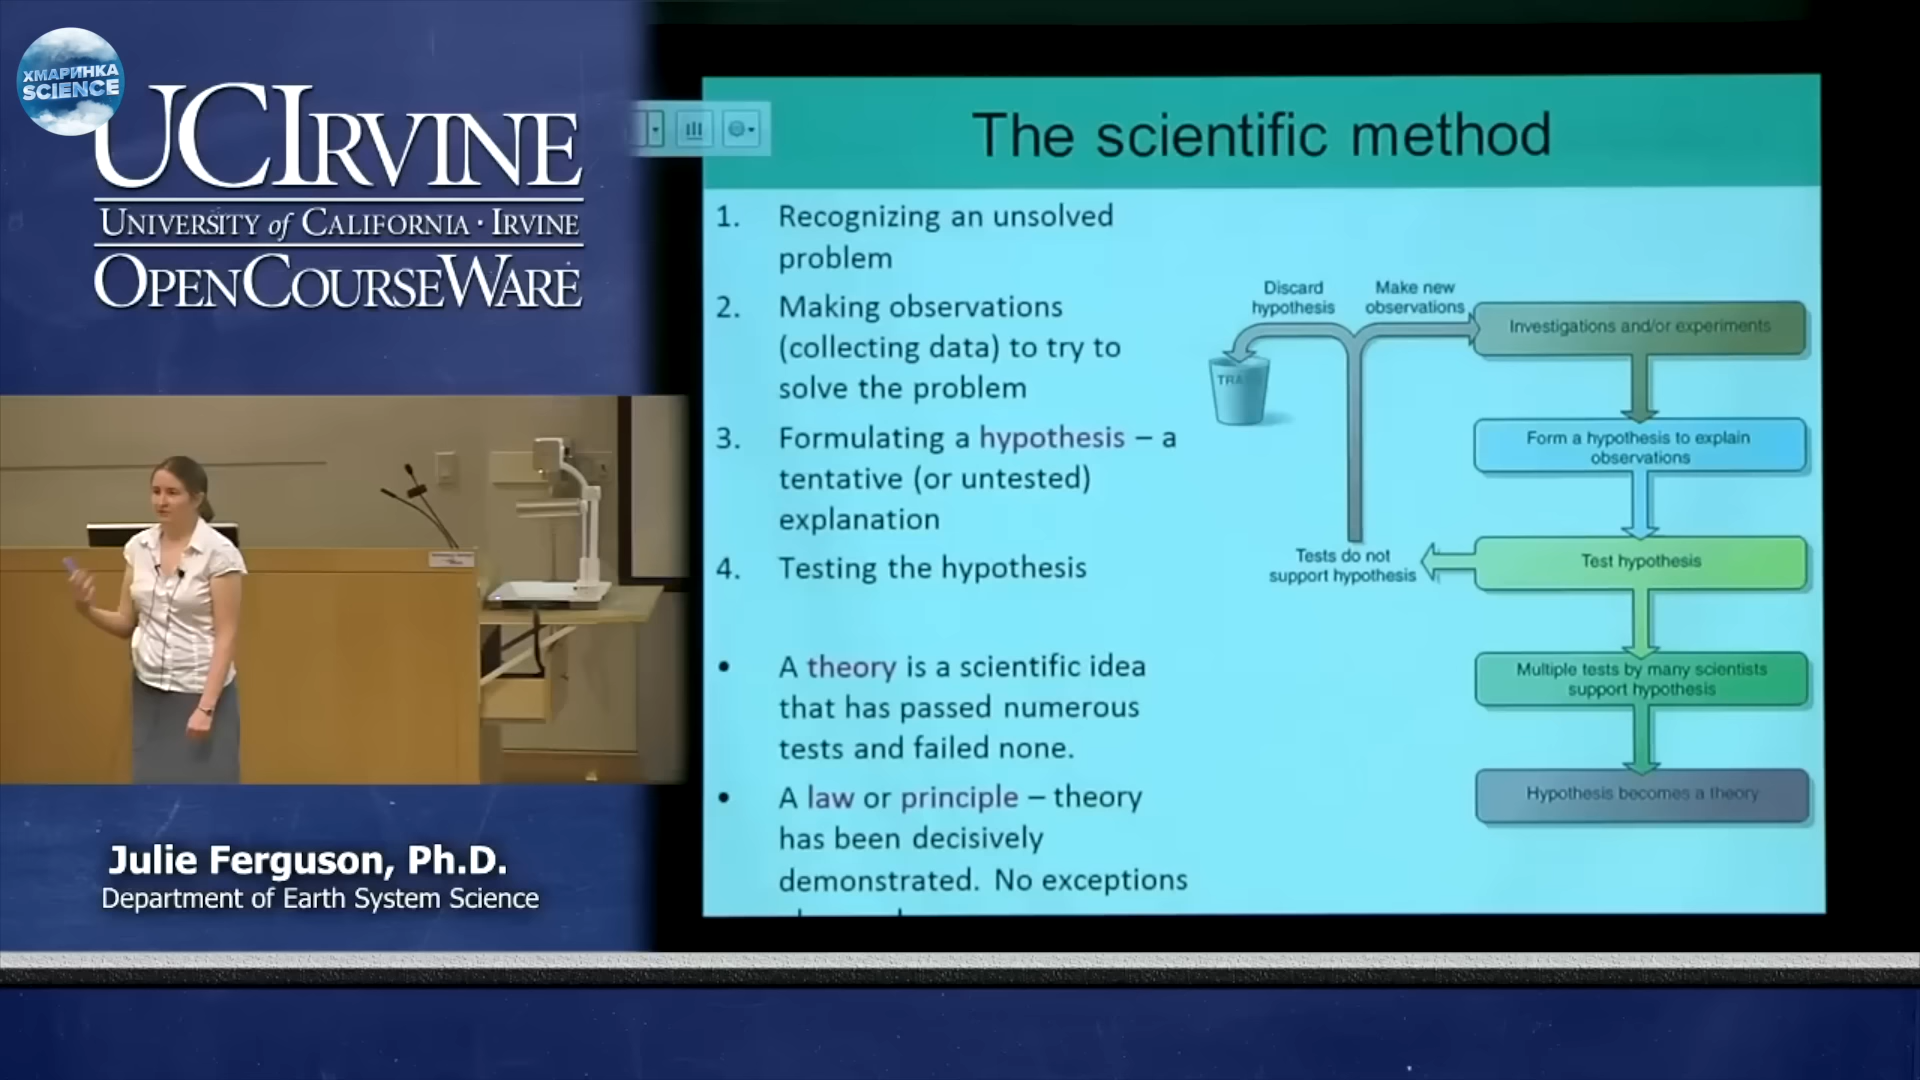 ХМАРИНКА
SCIENCE
UCIRVINE
UNIVERSITY of CALIFORNIA · IRVINE
OPENCOURSEWARE
Julie Ferguson, Ph.D.
Department of Earth System Science
The scientific method
1. Recognizing an unsolved
problem
2. Making observations
(collecting data) to try to
solve the problem
3. Formulating a hypothesis – a
tentative (or untested)
explanation
4. Testing the hypothesis
• A theory is a scientific idea
that has passed numerous
tests and failed none.
• A law or principle – theory
has been decisively
demonstrated. No exceptions
Discard
hypothesis
Make new
observations
Investigations and/or experiments
Form a hypothesis to explain
observations
Tests do not
support hypothesis
Test hypothesis
Multiple tests by many scientists
support hypothesis
Hypothesis becomes a theory